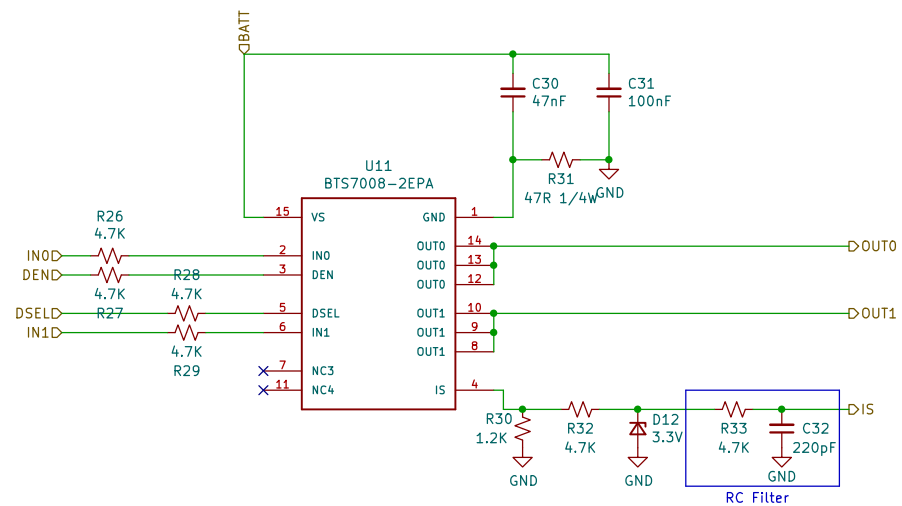 BATT
C30
47nF
C31
100nF
R31
47R 1/4W
GND
U11
BTS7008-2EPA
15 VS
GND 1
R26
4.7K
IN0
2 IN0
DEN
3 DEN
4.7K
R27
R28
4.7K
DSEL
5 DSEL
IN1
6 IN1
4.7K
R29
7 NC3
11 NC4
OUT0 14
OUT0
OUT0 13
OUT0 12
OUT1 10
OUT1
OUT1 9
OUT1 8
IS 4
R30
1.2K
GND
R32
4.7K
D12
3.3V
GND
R33
4.7K
C32
220pF
GND
IS
RC Filter